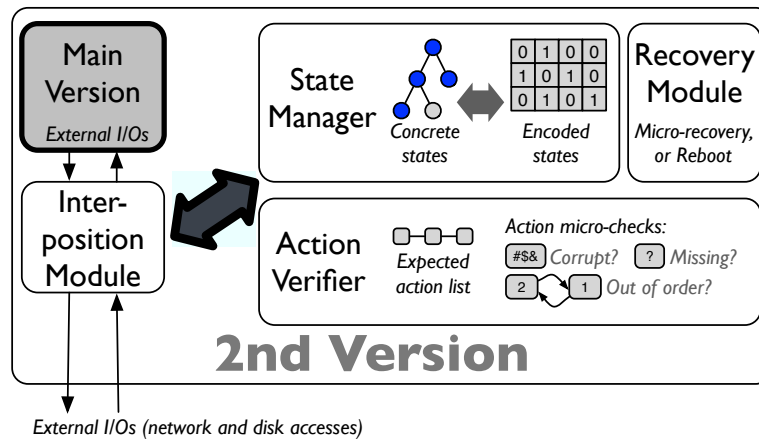 Main
Version
External I/Os
Inter-
position
Module
State
Manager
Concrete
states
0 1 0 0
1 0 1 0
0 1 0 1
Encoded
states
Recovery
Module
Micro-recovery,
or Reboot
Action
Verifier
Expected
action list
Action micro-checks:
#$& Corrupt? ? Missing?
2 1 Out of order?
2nd Version
External I/Os (network and disk accesses)